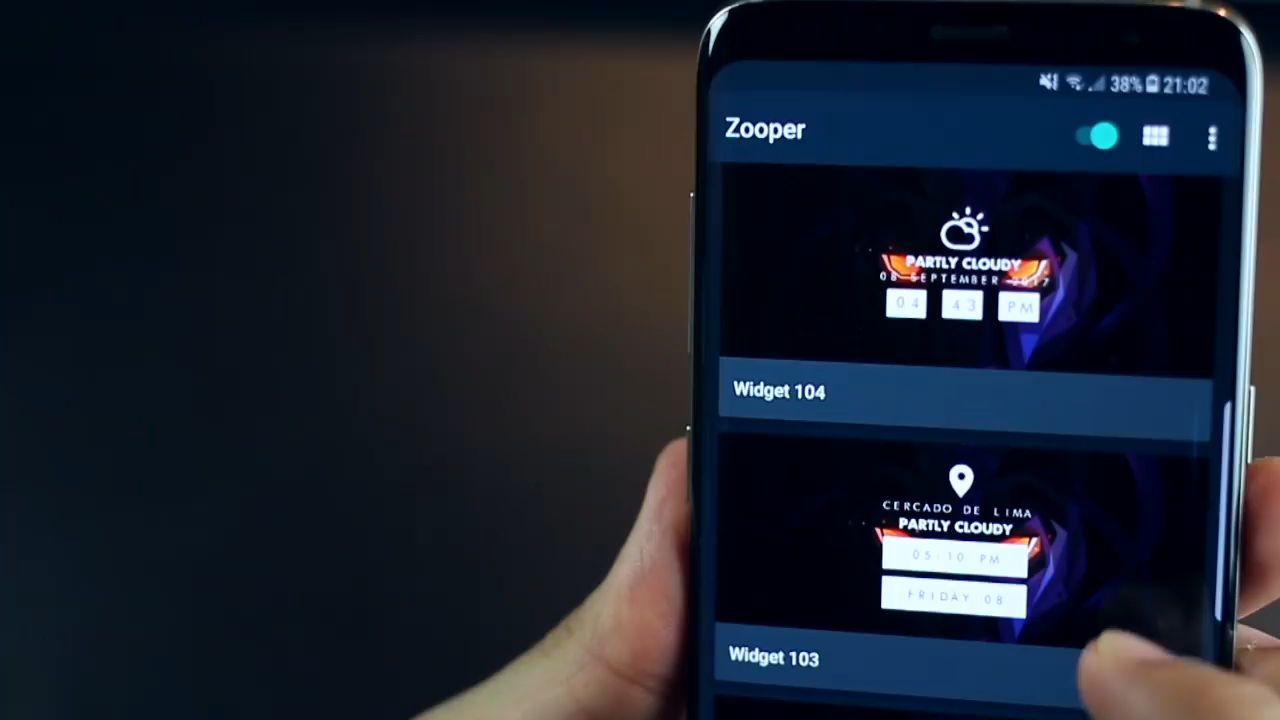 38% 21:02
Zooper
PARTLY CLOUDY
08 SEPTEMBER 2017
04 43 PM
Widget 104
CERCADO DE LIMA
PARTLY CLOUDY
05:10 PM
FRIDAY 08
Widget 103